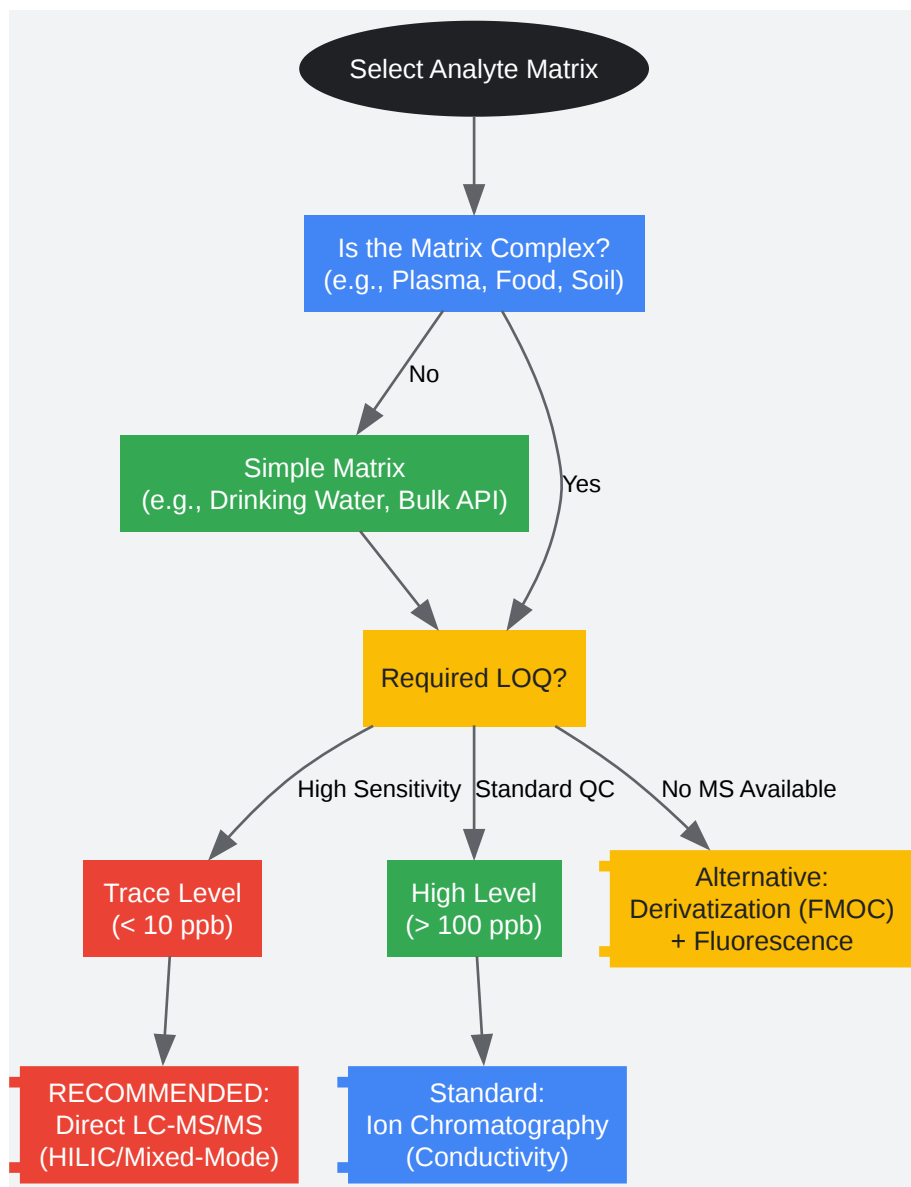 Select Analyte Matrix
Is the Matrix Complex?
(e.g., Plasma, Food, Soil)
No
Simple Matrix
(e.g., Drinking Water, Bulk API)
Yes
Required LOQ?
High Sensitivity
Standard QC
No MS Available
Trace Level
(< 10 ppb)
High Level
(> 100 ppb)
Alternative:
Derivatization (FMOC)
+ Fluorescence
RECOMMENDED:
Direct LC-MS/MS
(HILIC/Mixed-Mode)
Standard:
Ion Chromatography
(Conductivity)